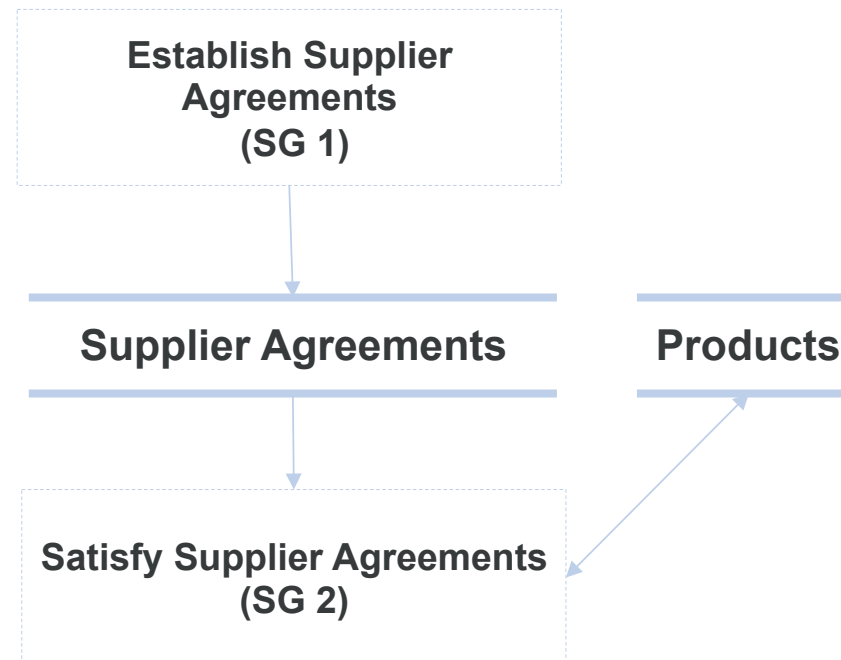 Establish Supplier
Agreements
(SG 1)
Supplier Agreements
Products
Satisfy Supplier Agreements
(SG 2)